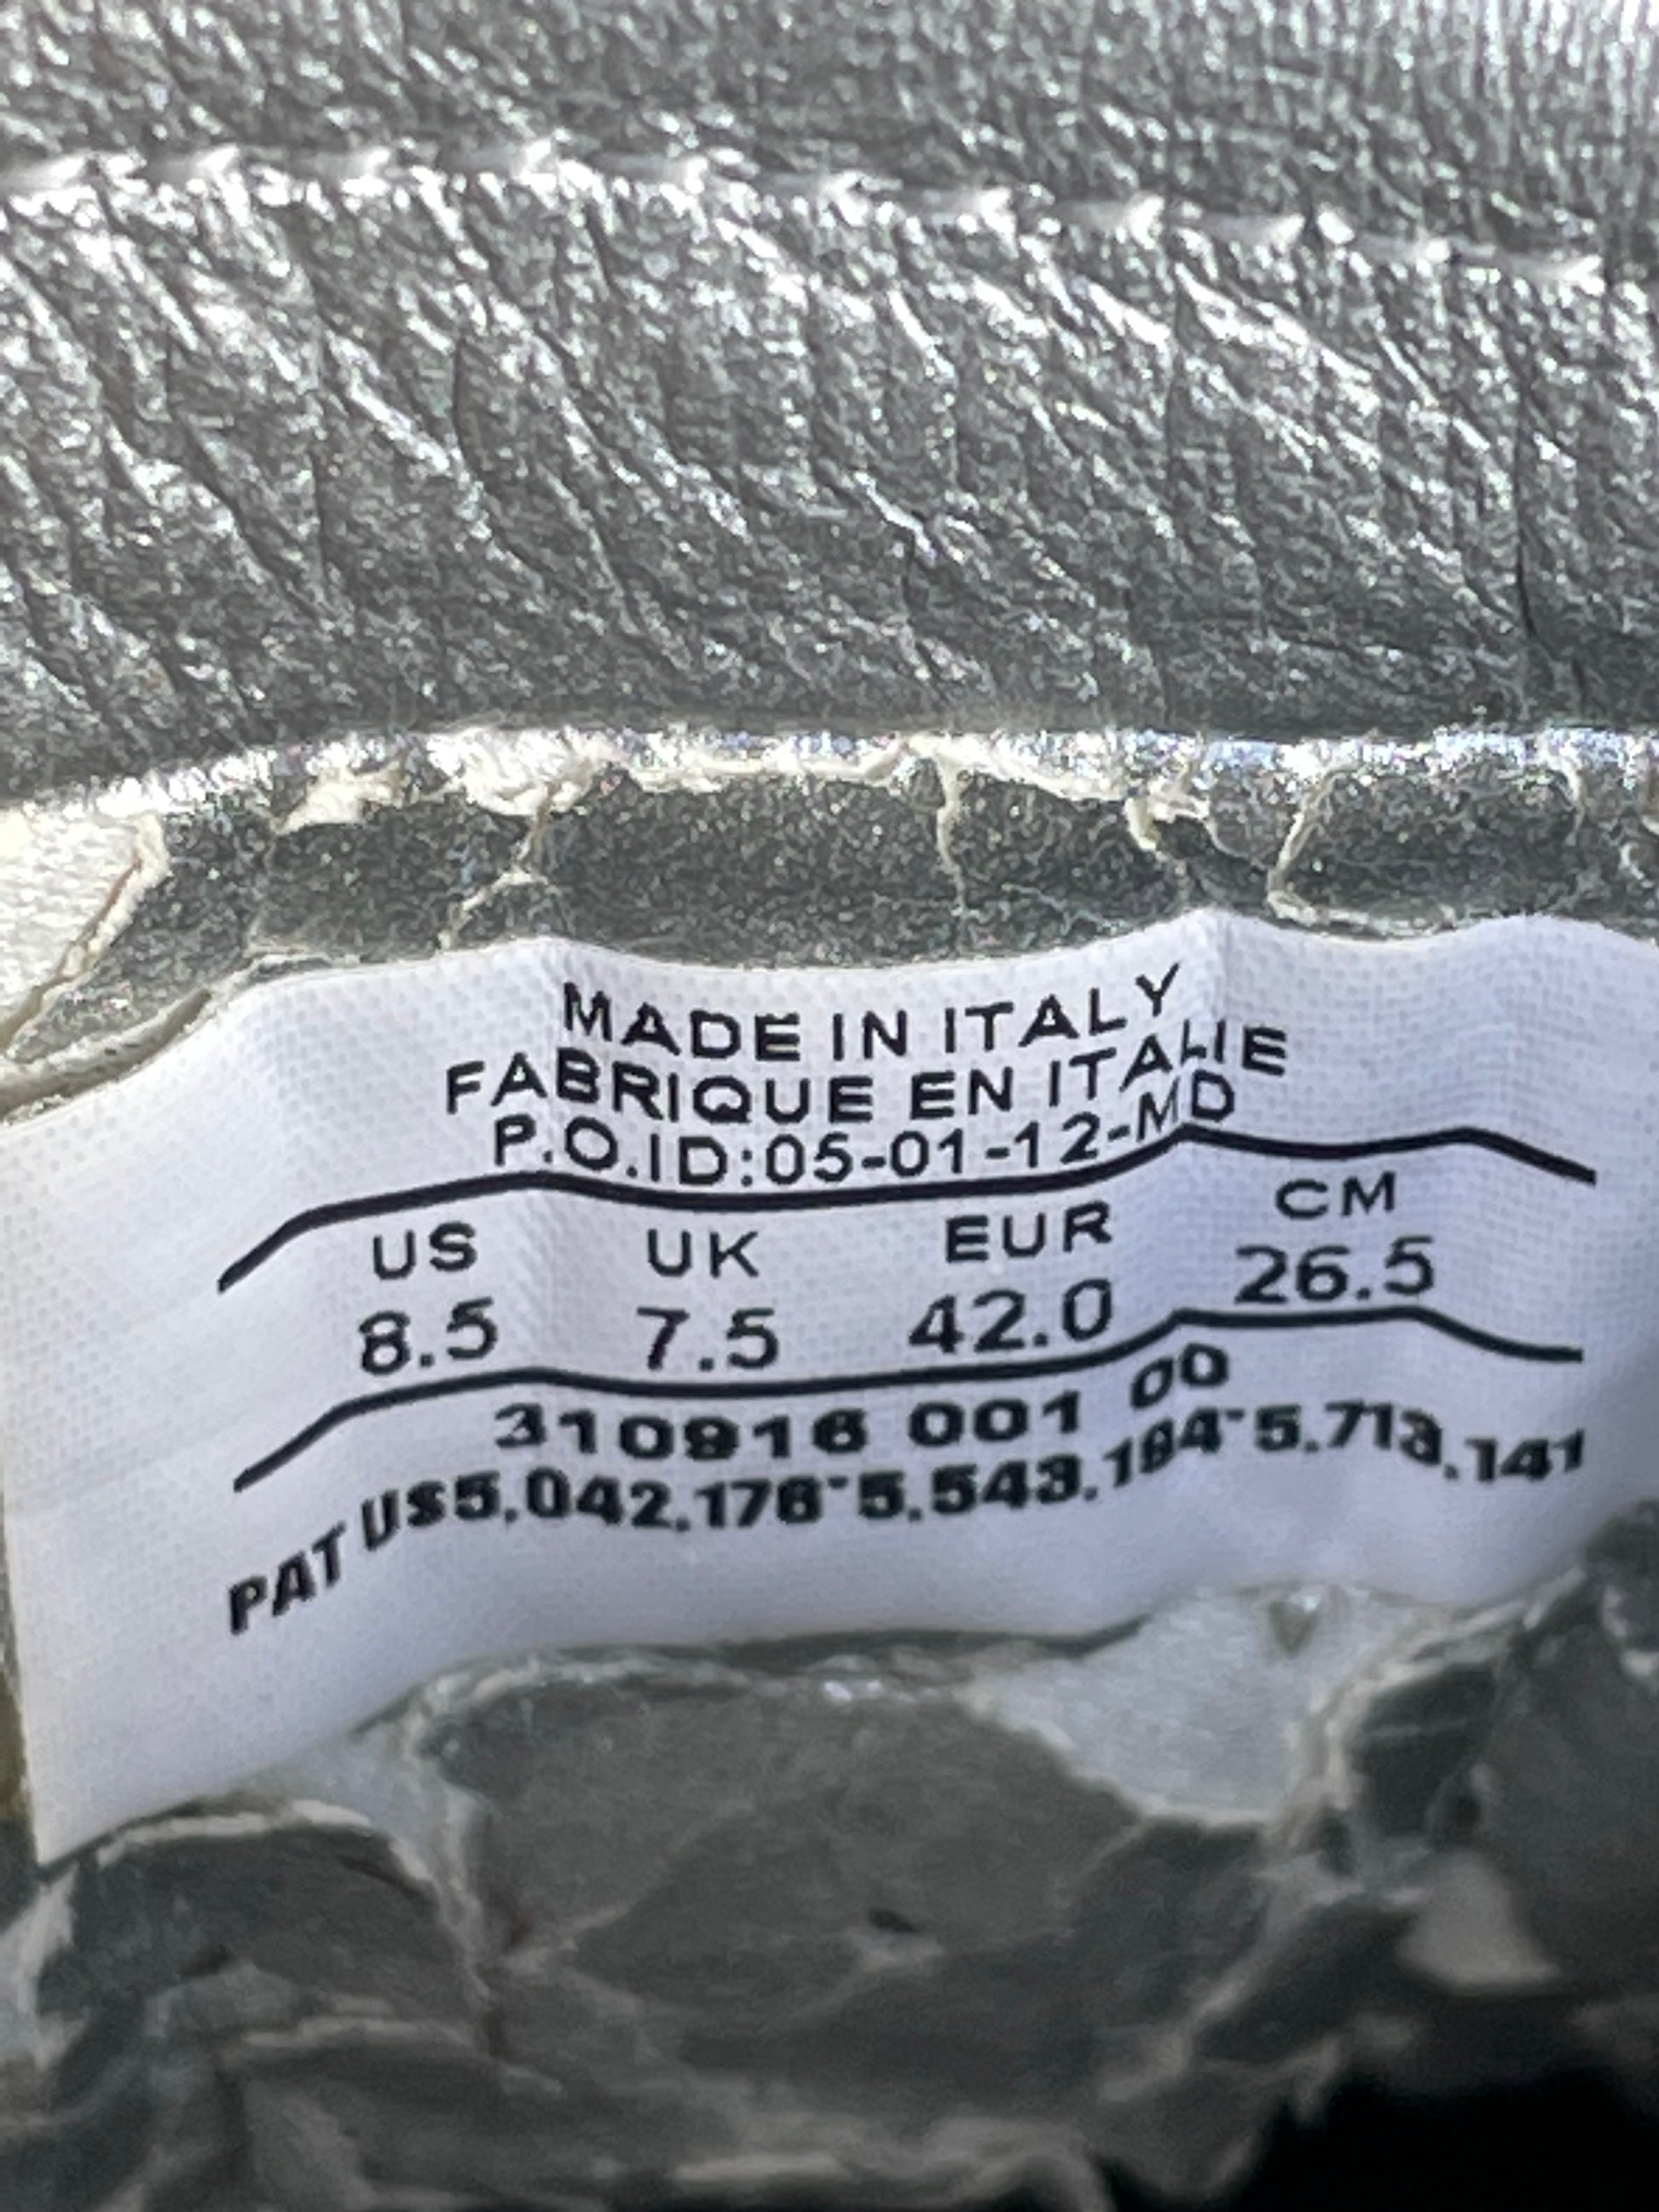 MADE IN ITALY
FABRIQUE EN ITALIE
P.O.ID:05-01-12-MD
US UK EUR CM
8.5 7.5 42.0 26.5
310916 001 00
PAT US5.042.176-5.543.194-5.713.141